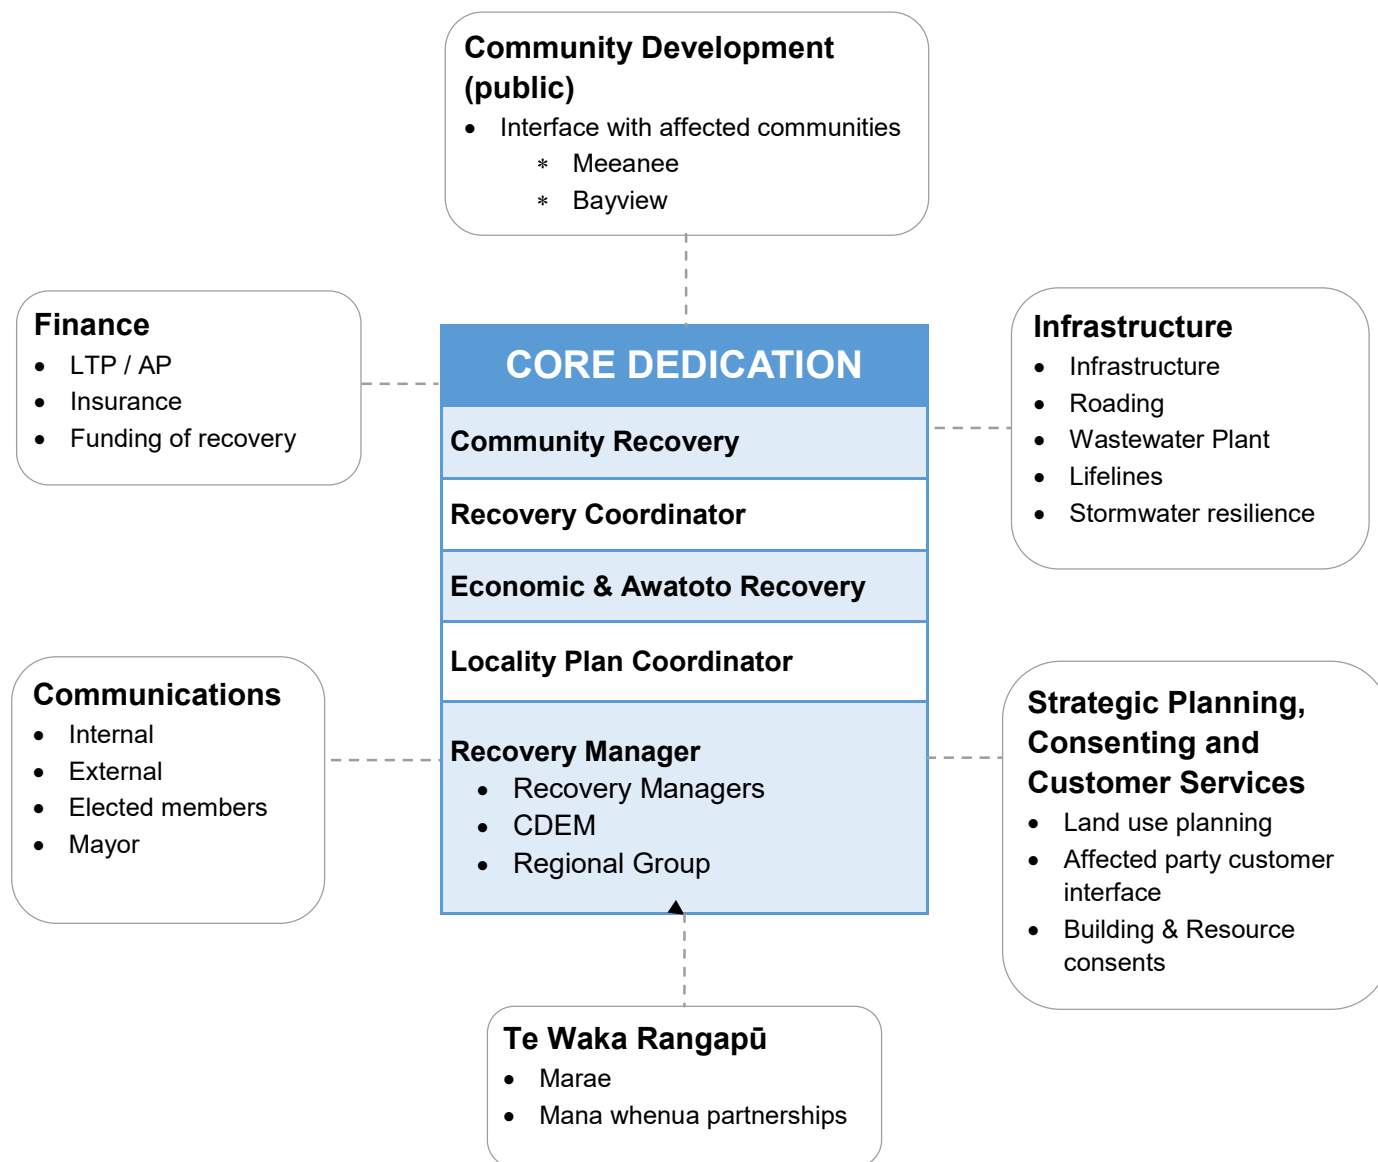 Community Development
(public)
• Interface with affected communities
* Meeanee
* Bayview
Finance
• LTP / AP
• Insurance
• Funding of recovery
CORE DEDICATION
Community Recovery
Recovery Coordinator
Economic & Awatoto Recovery
Locality Plan Coordinator
Recovery Manager
• Recovery Managers
• CDEM
• Regional Group
Infrastructure
• Infrastructure
• Roading
• Wastewater Plant
• Lifelines
• Stormwater resilience
Communications
• Internal
• External
• Elected members
• Mayor
Strategic Planning,
Consenting and
Customer Services
• Land use planning
• Affected party customer
interface
• Building & Resource
consents
Te Waka Rangapū
• Marae
• Mana whenua partnerships